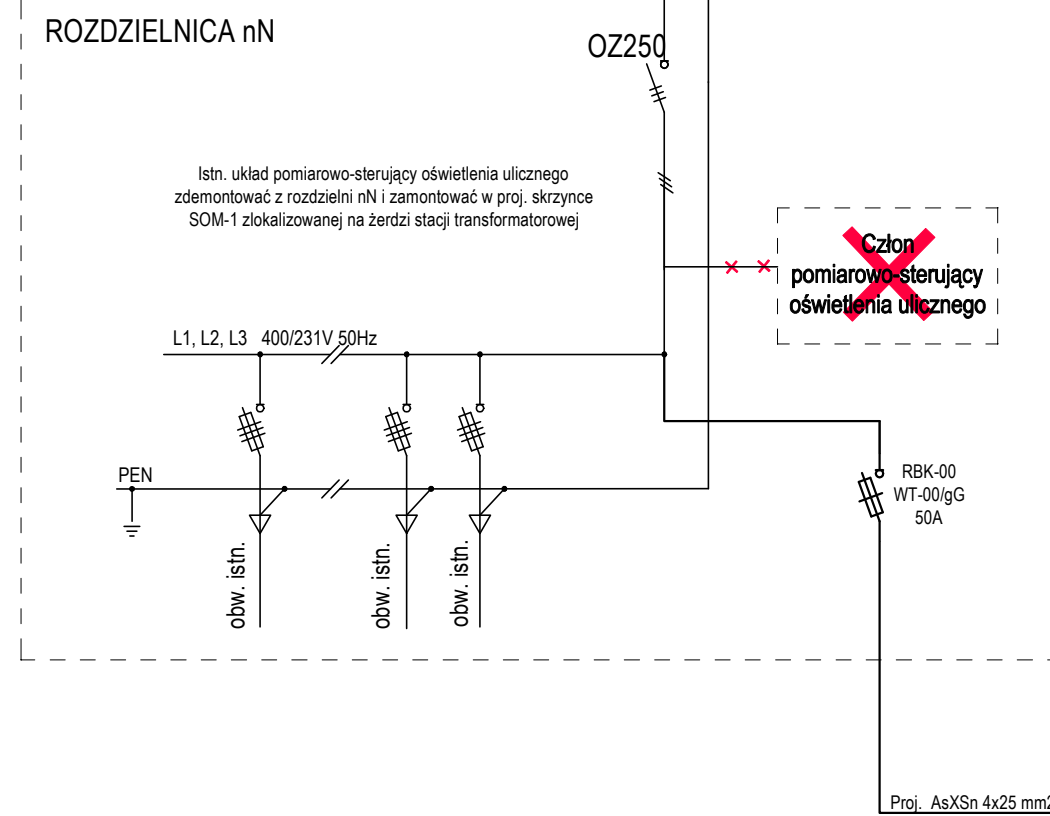 ROZDZIELNICA nN
OZ250
Istn. układ pomiarowo-sterujący oświetlenia ulicznego
zdemontować z rozdzielni nN i zamontować w proj. skrzynce
SOM-1 zlokalizowanej na żerdzi stacji transformatorowej
Człon
pomiarowo-sterujący
oświetlenia ulicznego
L1, L2, L3 400/231V 50Hz
PEN
RBK-00
WT-00/gG
50A
obw. istn.
obw. istn.
obw. istn.
Proj. AsXSn 4x25 mm2